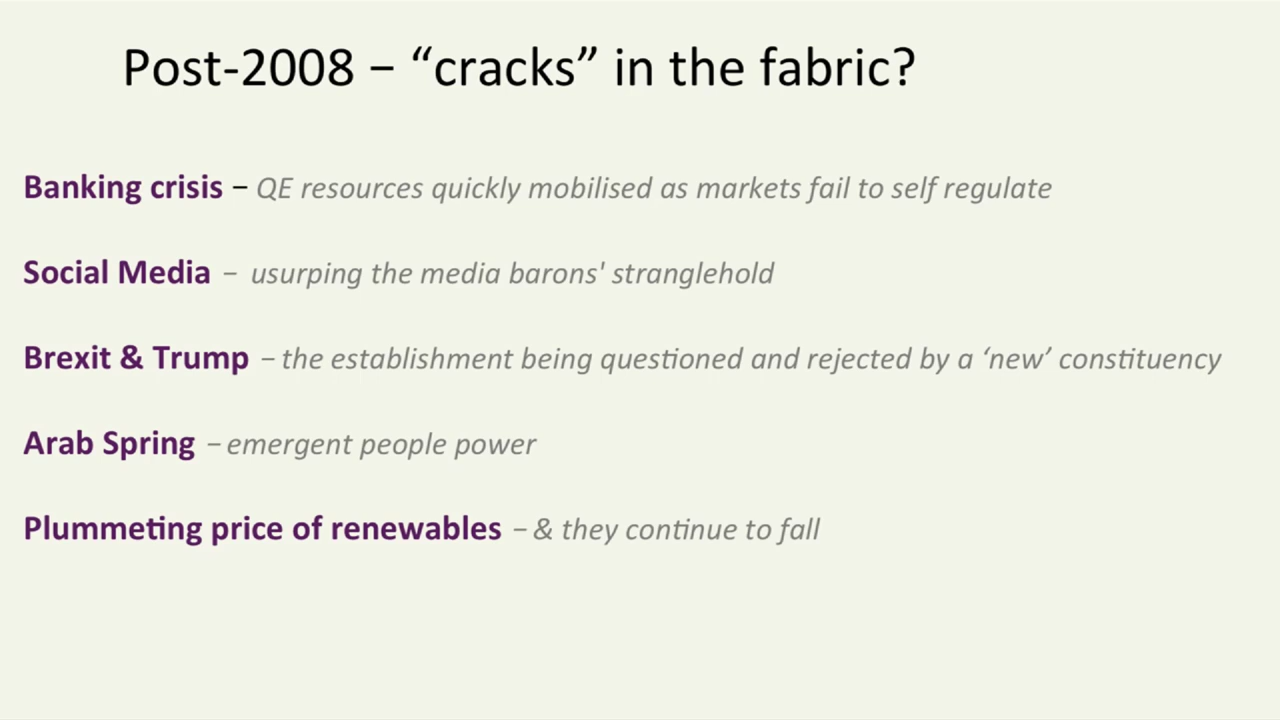 Post-2008 – “cracks” in the fabric?
Banking crisis – QE resources quickly mobilised as markets fail to self regulate
Social Media – usurping the media barons' stranglehold
Brexit & Trump – the establishment being questioned and rejected by a ‘new’ constituency
Arab Spring – emergent people power
Plummeting price of renewables – & they continue to fall